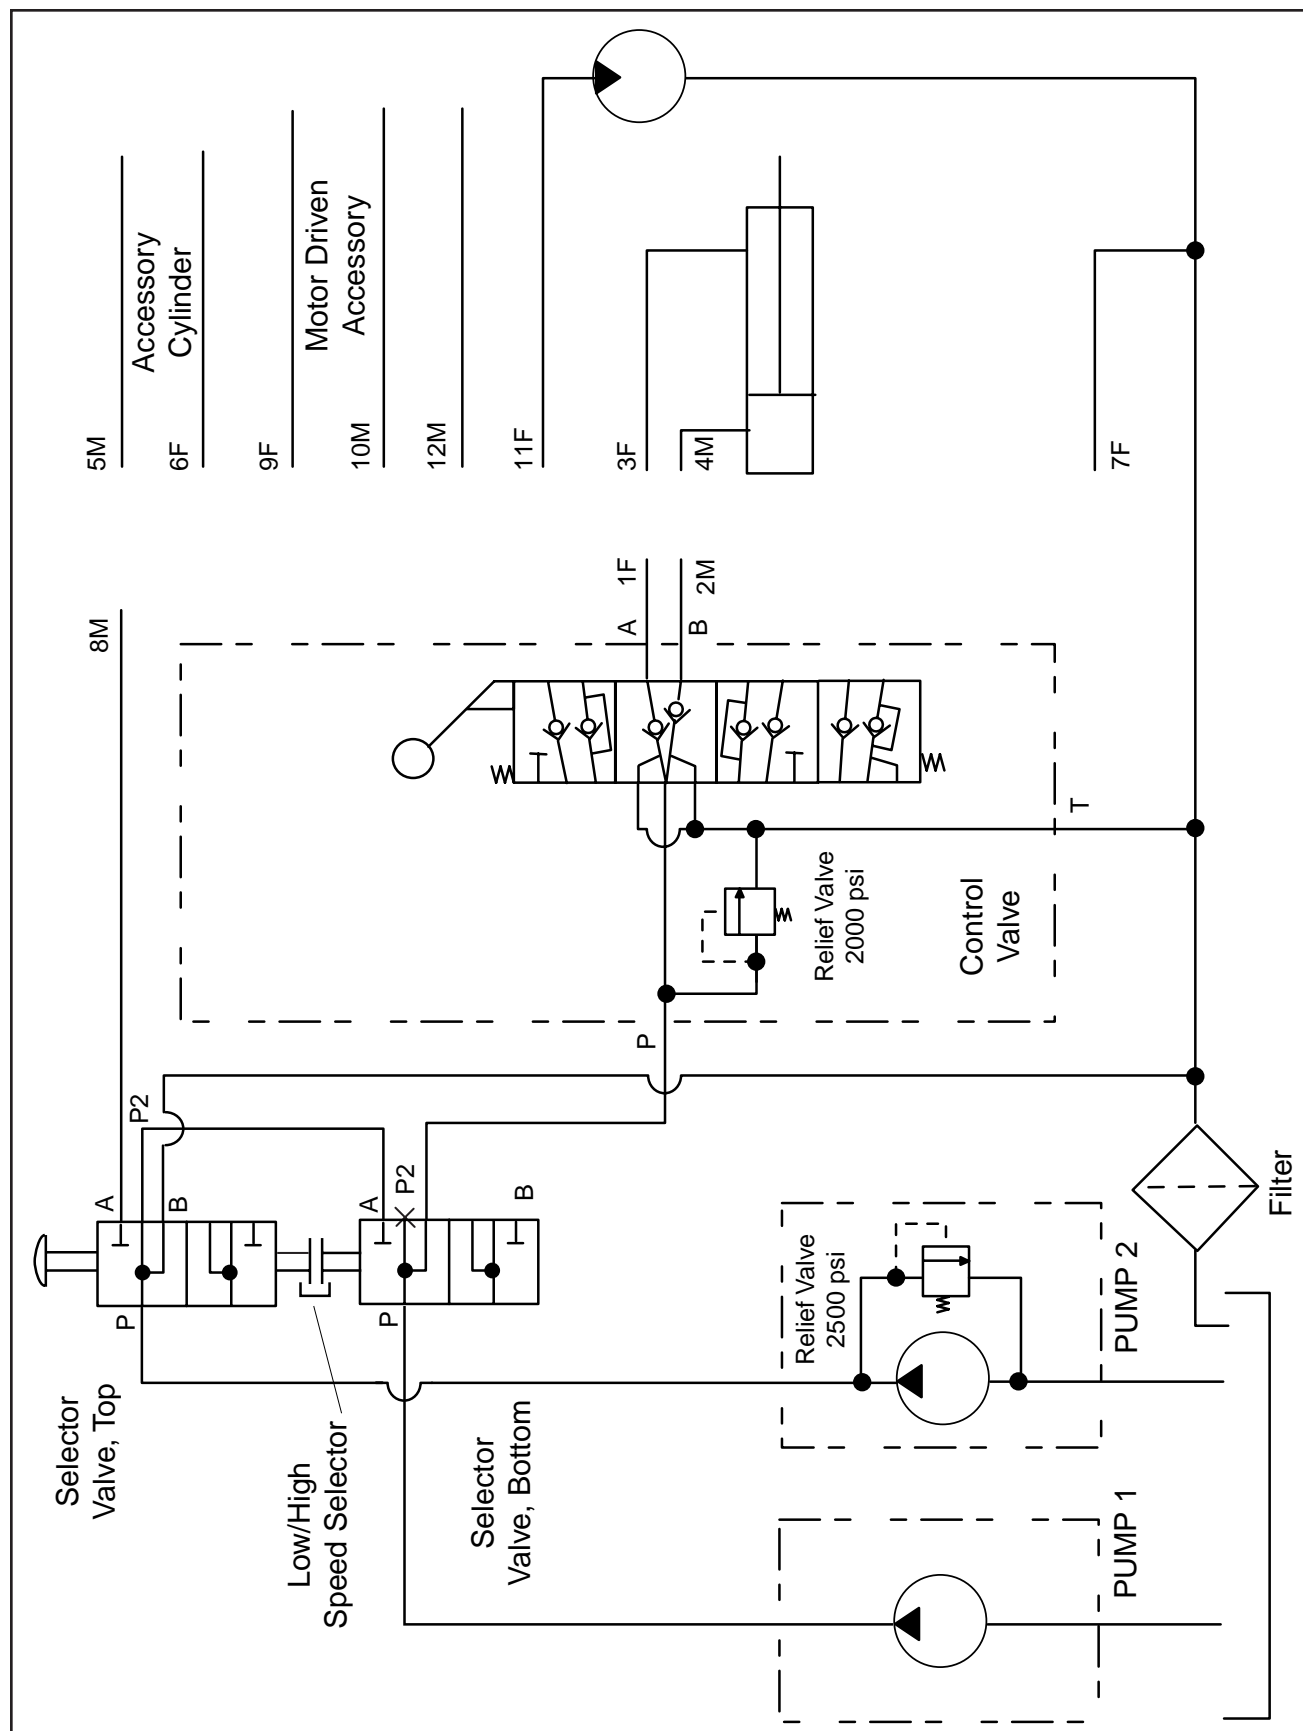 5M
Accessory
Cylinder
6F
9F
Motor Driven
Accessory
10M
12M
11F
3F
4M
7F
8M
1F
2M
A
B
T
Relief Valve
2000 psi
Control
Valve
P
P2
A
B
P
A
P2
B
P
Selector
Valve, Top
Low/High
Speed Selector
Selector
Valve, Bottom
Relief Valve
2500 psi
PUMP 2
PUMP 1
Filter